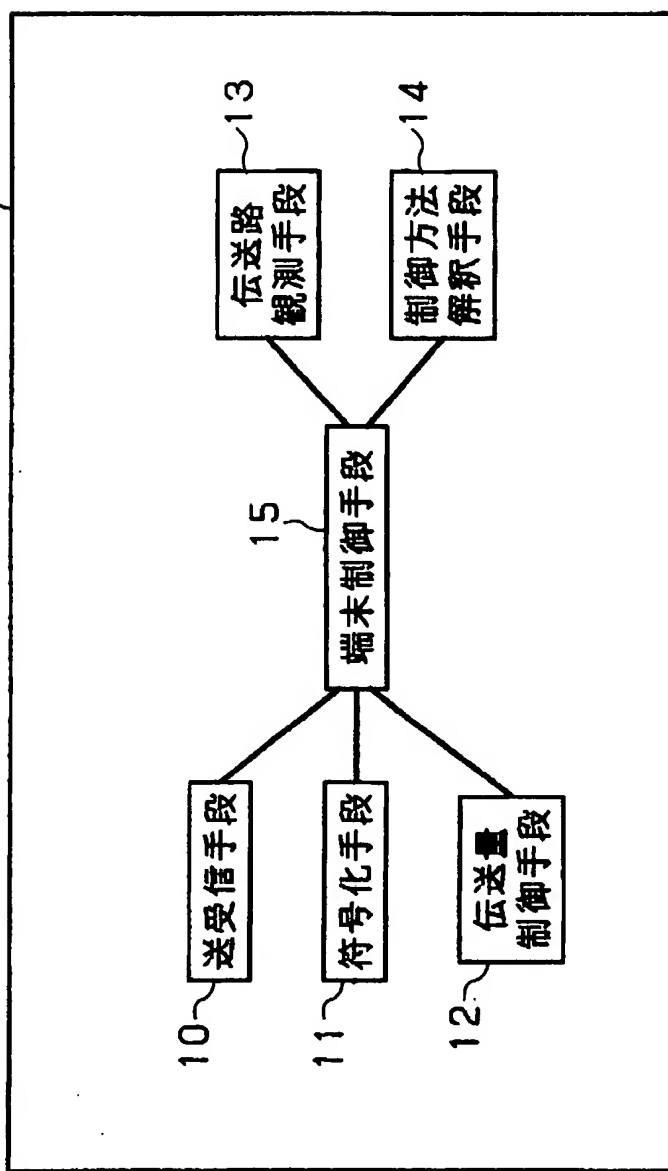 10
送受信手段
11
符号化手段
12
伝送量
制御手段
15
端末制御手段
13
伝送路
観測手段
14
制御方法
解釈手段